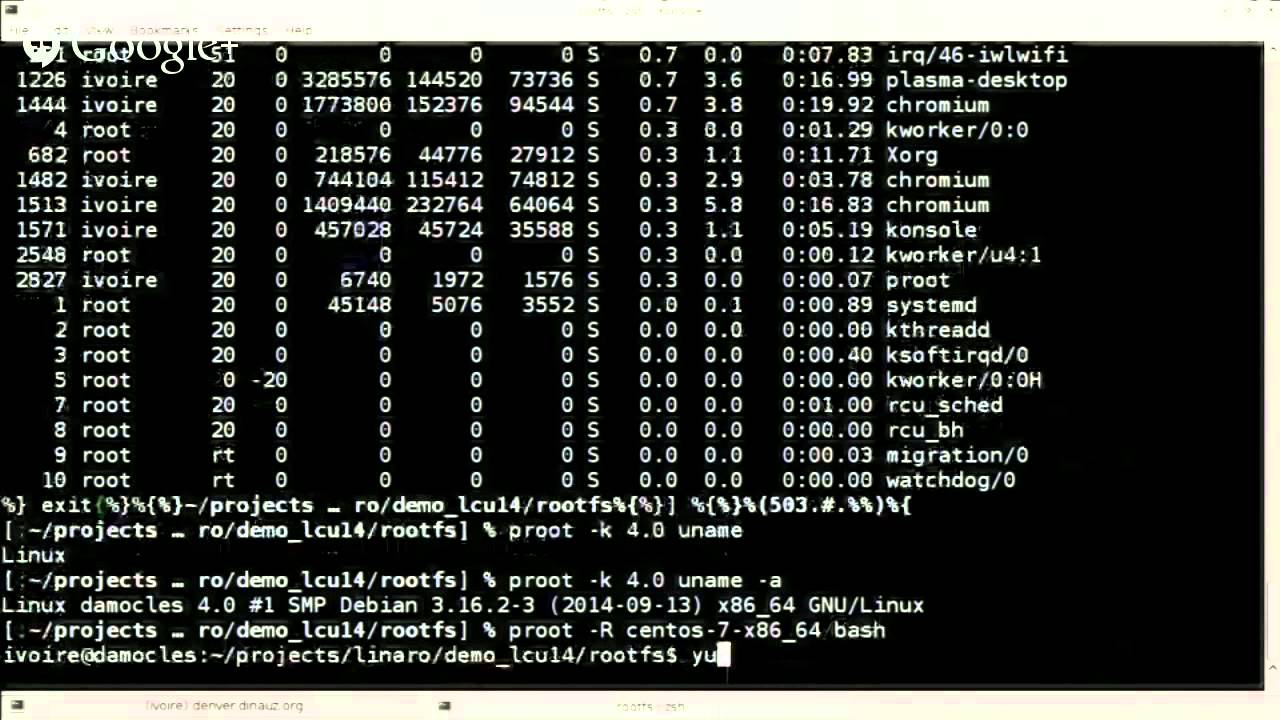 Bookmarks Settings Help
Google+
1 root 51 0 0 0 0 S 0.7 0.0 0:07.83 irq/46-iwlwifi
1226 ivoire 20 0 3285576 144520 73736 S 0.7 3.6 0:16.99 plasma-desktop
1444 ivoire 20 0 1773800 152376 94544 S 0.7 3.8 0:19.92 chromium
4 root 20 0 0 0 0 S 0.3 0.0 0:01.29 kworker/0:0
682 root 20 0 218576 44776 27912 S 0.3 1.1 0:11.71 Xorg
1482 ivoire 20 0 744104 115412 74812 S 0.3 2.9 0:03.78 chromium
1513 ivoire 20 0 1409440 232764 64064 S 0.3 5.8 0:16.83 chromium
1571 ivoire 20 0 457028 45724 35588 S 0.3 1.1 0:05.19 konsole
2548 root 20 0 0 0 0 S 0.3 0.0 0:00.12 kworker/u4:1
2827 ivoire 20 0 6740 1972 1576 S 0.3 0.0 0:00.07 proot
1 root 20 0 45148 5076 3552 S 0.0 0.1 0:00.89 systemd
2 root 20 0 0 0 0 S 0.0 0.0 0:00.00 kthreadd
3 root 20 0 0 0 0 S 0.0 0.0 0:00.40 ksoftirqd/0
5 root 0 -20 0 0 0 S 0.0 0.0 0:00.00 kworker/0:0H
7 root 20 0 0 0 0 S 0.0 0.0 0:01.00 rcu_sched
8 root 20 0 0 0 0 S 0.0 0.0 0:00.00 rcu_bh
9 root rt 0 0 0 0 S 0.0 0.0 0:00.03 migration/0
10 root rt 0 0 0 0 S 0.0 0.0 0:00.00 watchdog/0
%} exit{%}%{%}~/projects … ro/demo_lcu14/rootfs%{%}] %{%}%(503.#.%%)%{
[ :~/projects … ro/demo_lcu14/rootfs] % proot -k 4.0 uname
Linux
[ :~/projects … ro/demo_lcu14/rootfs] % proot -k 4.0 uname -a
Linux damocles 4.0 #1 SMP Debian 3.16.2-3 (2014-09-13) x86_64 GNU/Linux
[ :~/projects … ro/demo_lcu14/rootfs] % proot -R centos-7-x86_64 bash
ivoire@damocles:~/projects/linaro/demo_lcu14/rootfs$ yu
(ivoire) denver.dinauz.org
rootfs : zsh